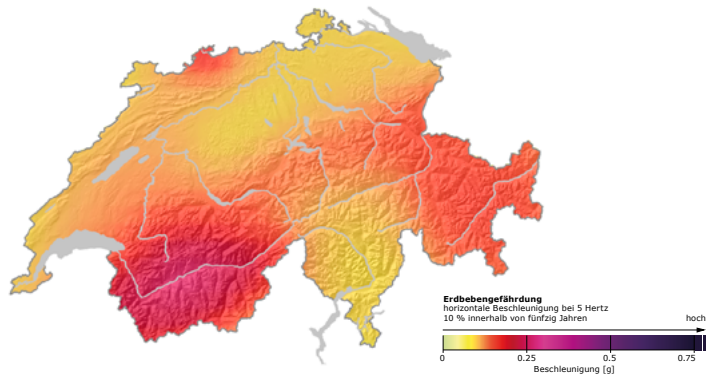 Erdbebengefährdung
horizontale Beschleunigung bei 5 Hertz
10 % innerhalb von fünfzig Jahren hoch
0 0.25 0.5 0.75
Beschleunigung [g]